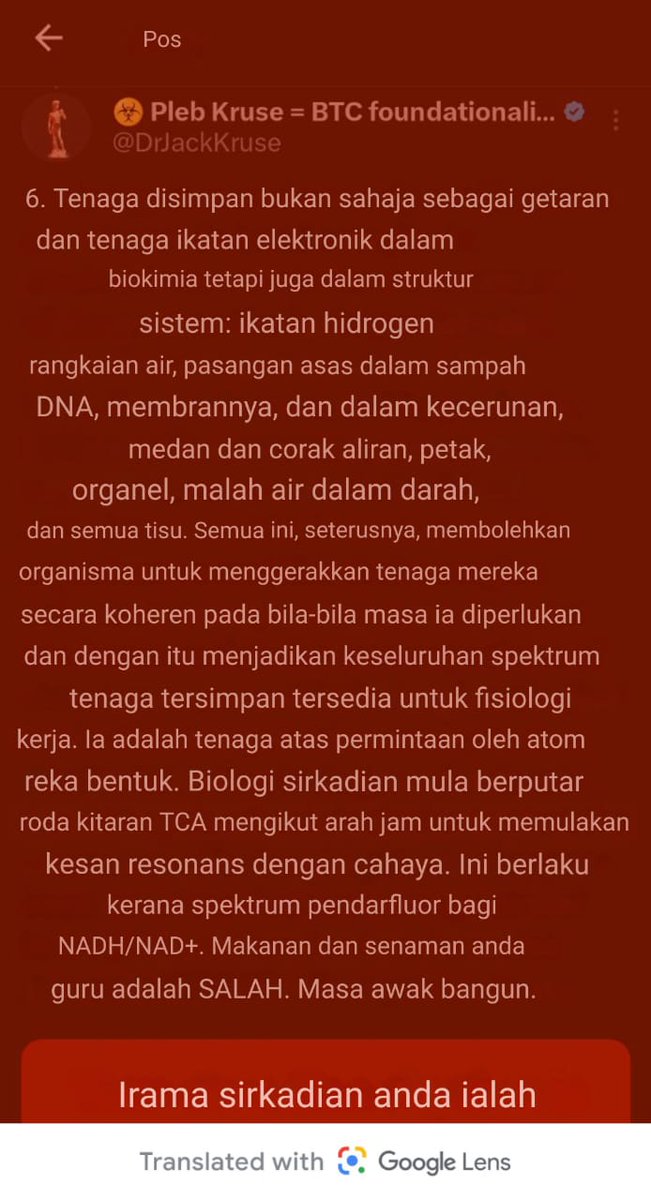 Pos
Pleb Kruse = BTC foundationali...
@DrJackKruse
6. Tenaga disimpan bukan sahaja sebagai getaran
dan tenaga ikatan elektronik dalam
biokimia tetapi juga dalam struktur
sistem: ikatan hidrogen
rangkaian air, pasangan asas dalam sampah
DNA, membrannya, dan dalam kecerunan,
medan dan corak aliran, petak,
organel, malah air dalam darah,
dan semua tisu. Semua ini, seterusnya, membolehkan
organisma untuk menggerakkan tenaga mereka
secara koheren pada bila-bila masa ia diperlukan
dan dengan itu menjadikan keseluruhan spektrum
tenaga tersimpan tersedia untuk fisiologi
kerja. Ia adalah tenaga atas permintaan oleh atom
reka bentuk. Biologi sirkadian mula berputar
roda kitaran TCA mengikut arah jam untuk memulakan
kesan resonans dengan cahaya. Ini berlaku
kerana spektrum pendarfluor bagi
NADH/NAD+. Makanan dan senaman anda
guru adalah SALAH. Masa awak bangun.
Irama sirkadian anda ialah
Translated with Google Lens